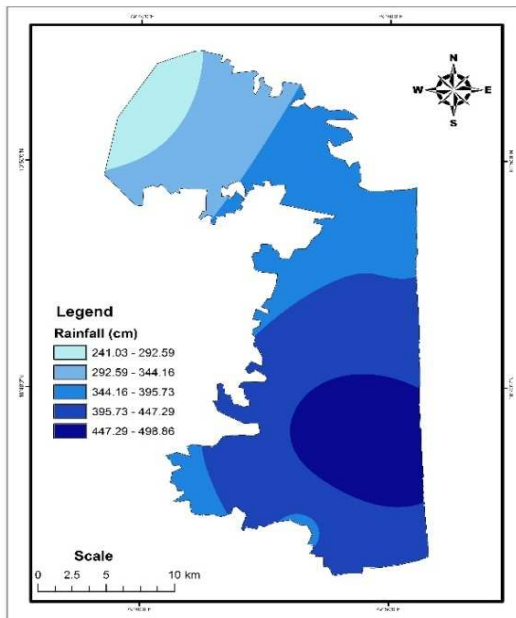 N
W E
S
Legend
Rainfall (cm)
241.03 - 292.59
292.59 - 344.16
344.16 - 395.73
395.73 - 447.29
447.29 - 498.86
Scale
0 2.5 5 10 km